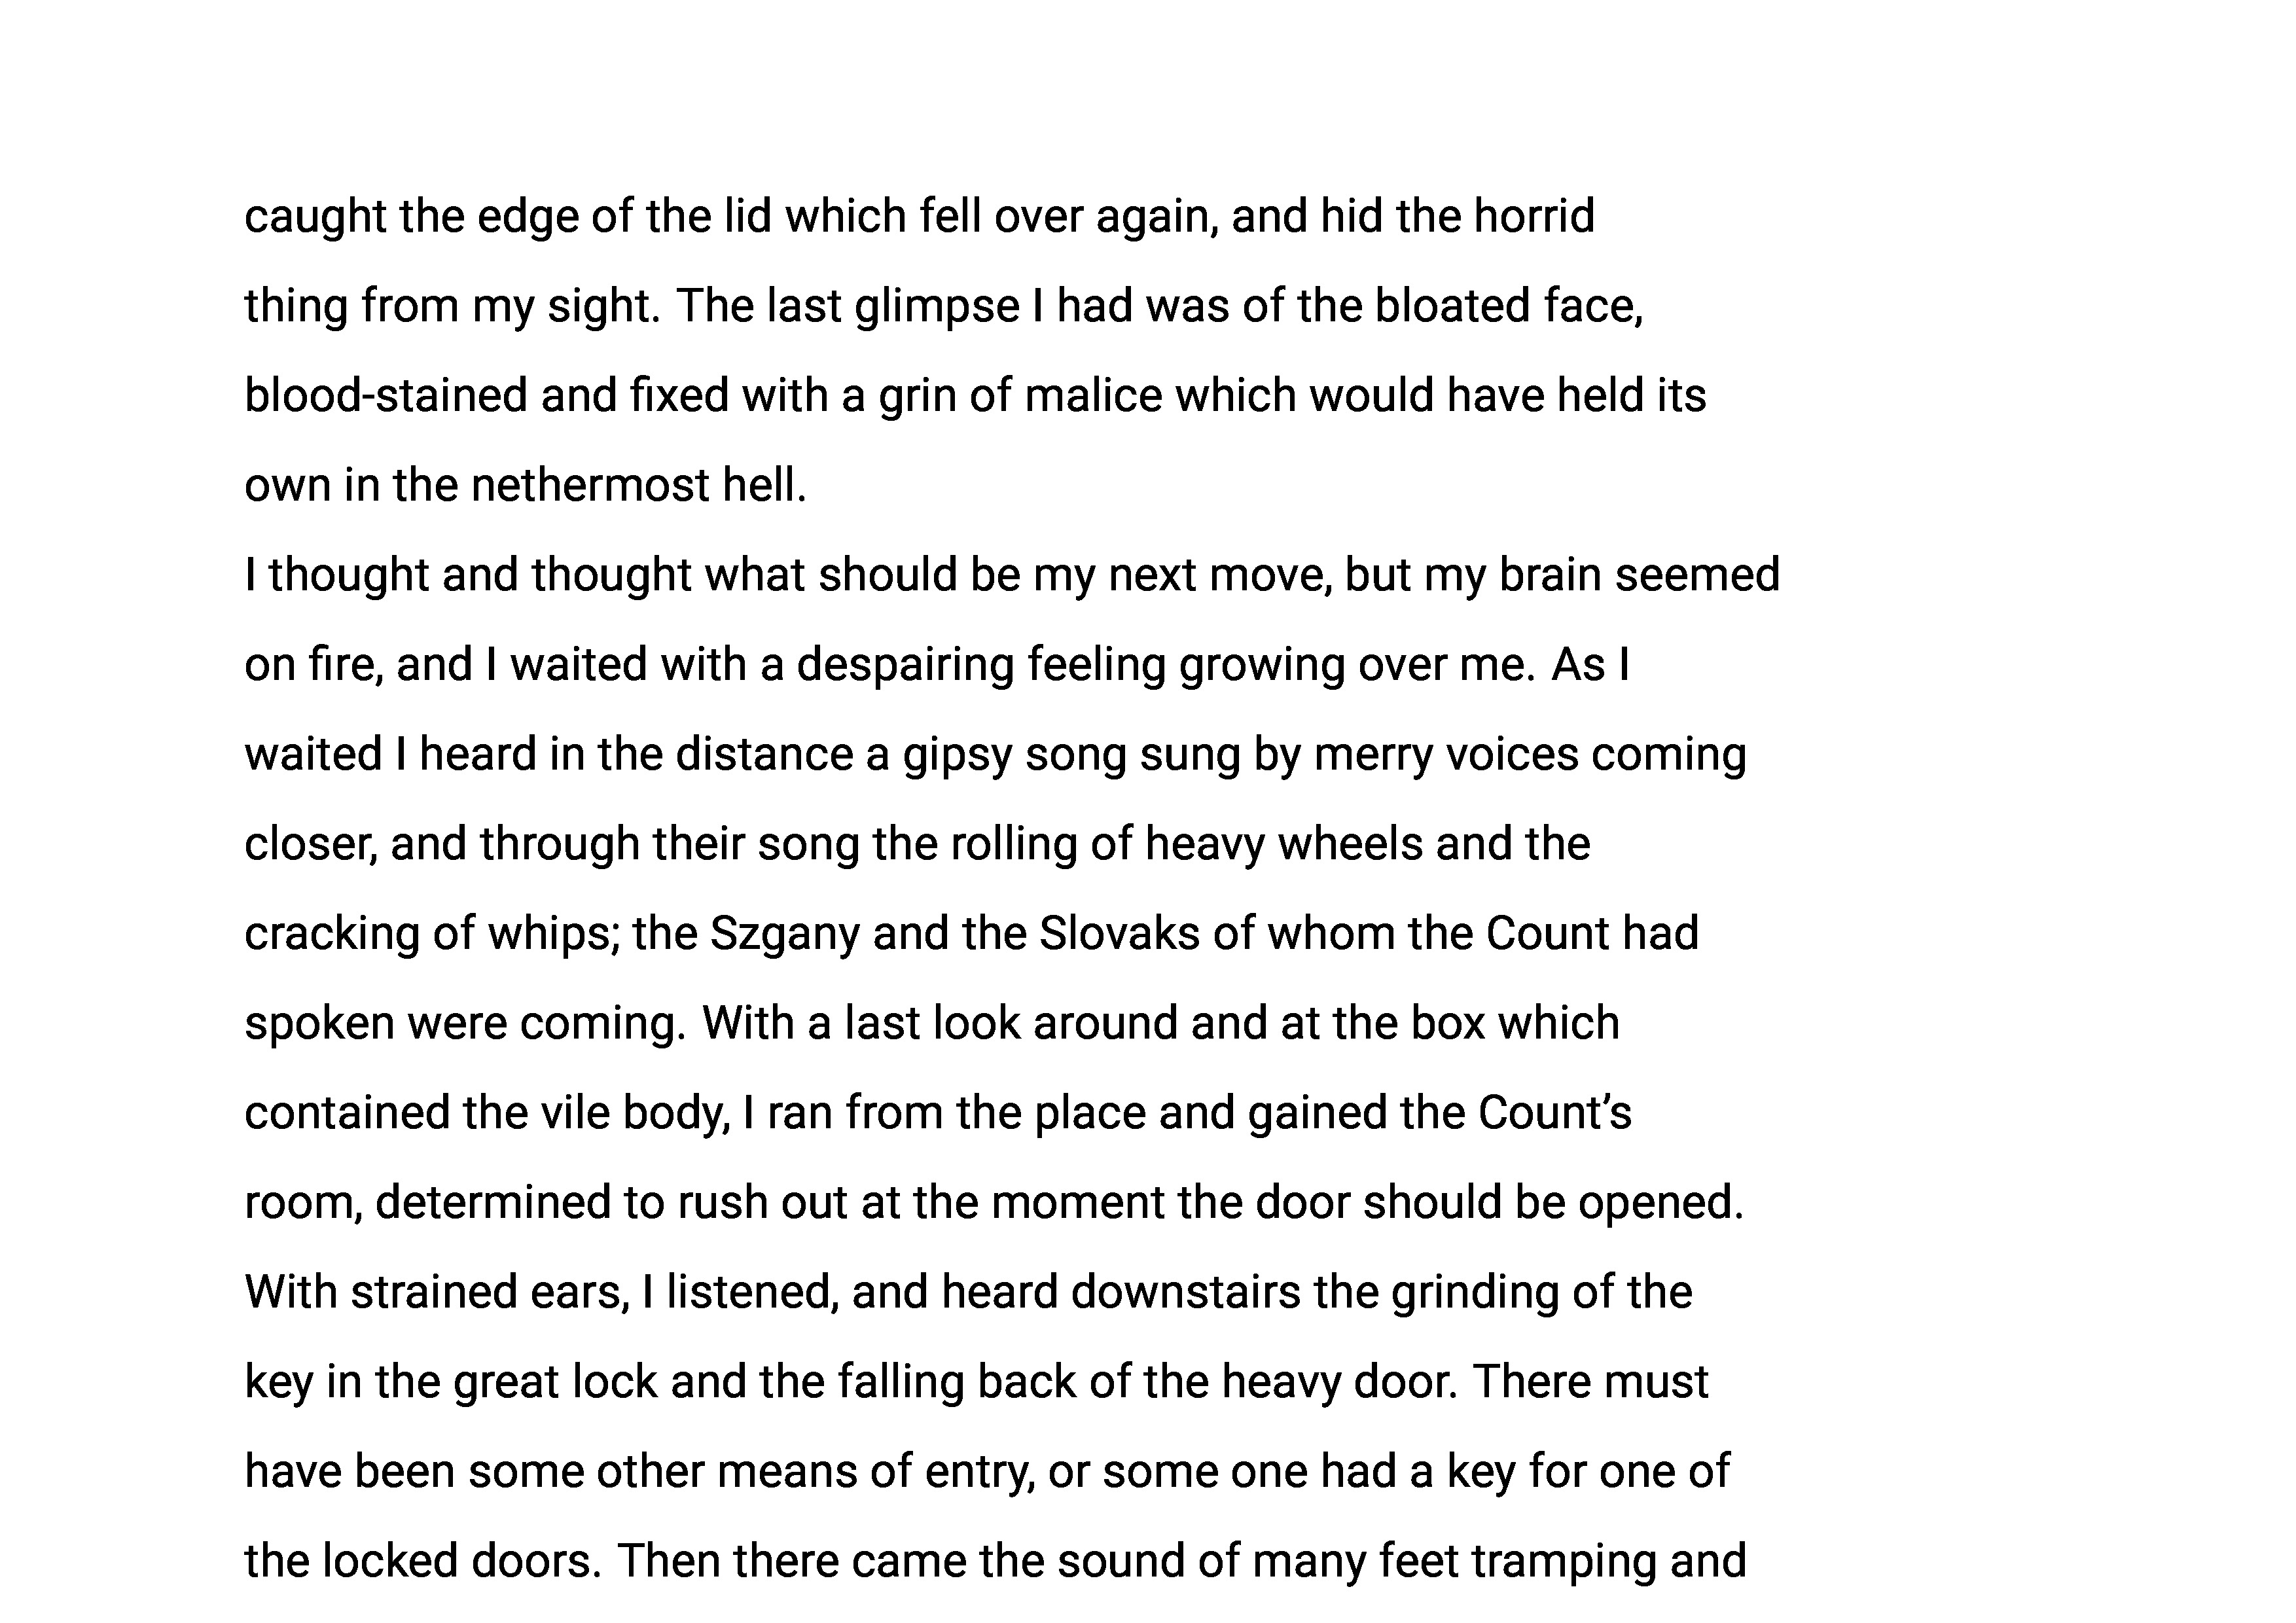 caught the edge of the lid which fell over again, and hid the horrid
thing from my sight. The last glimpse I had was of the bloated face,
blood-stained and fixed with a grin of malice which would have held its
own in the nethermost hell.
I thought and thought what should be my next move, but my brain seemed
on fire, and I waited with a despairing feeling growing over me. As I
waited I heard in the distance a gipsy song sung by merry voices coming
closer, and through their song the rolling of heavy wheels and the
cracking of whips; the Szgany and the Slovaks of whom the Count had
spoken were coming. With a last look around and at the box which
contained the vile body, I ran from the place and gained the Count’s
room, determined to rush out at the moment the door should be opened.
With strained ears, I listened, and heard downstairs the grinding of the
key in the great lock and the falling back of the heavy door. There must
have been some other means of entry, or some one had a key for one of
the locked doors. Then there came the sound of many feet tramping and